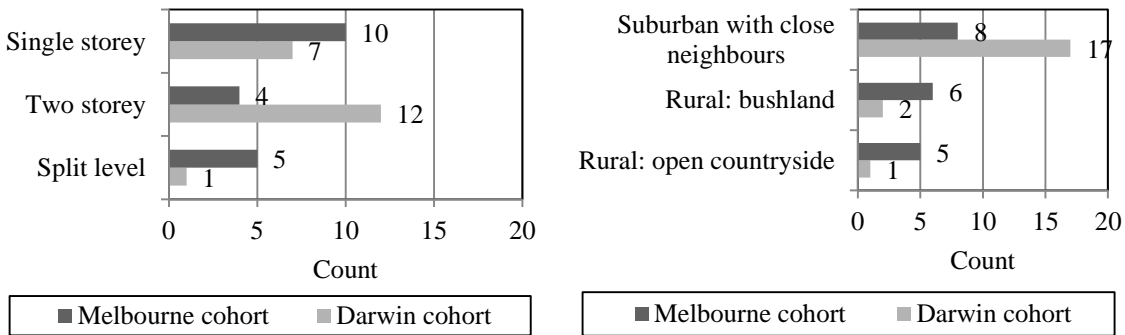 Single storey
10
7
Two storey
4
12
Split level
5
1
0 5 10 15 20
Count
Melbourne cohort Darwin cohort
Suburban with close
neighbours
8
17
Rural: bushland
6
2
Rural: open countryside
5
1
0 5 10 15 20
Count
Melbourne cohort Darwin cohort